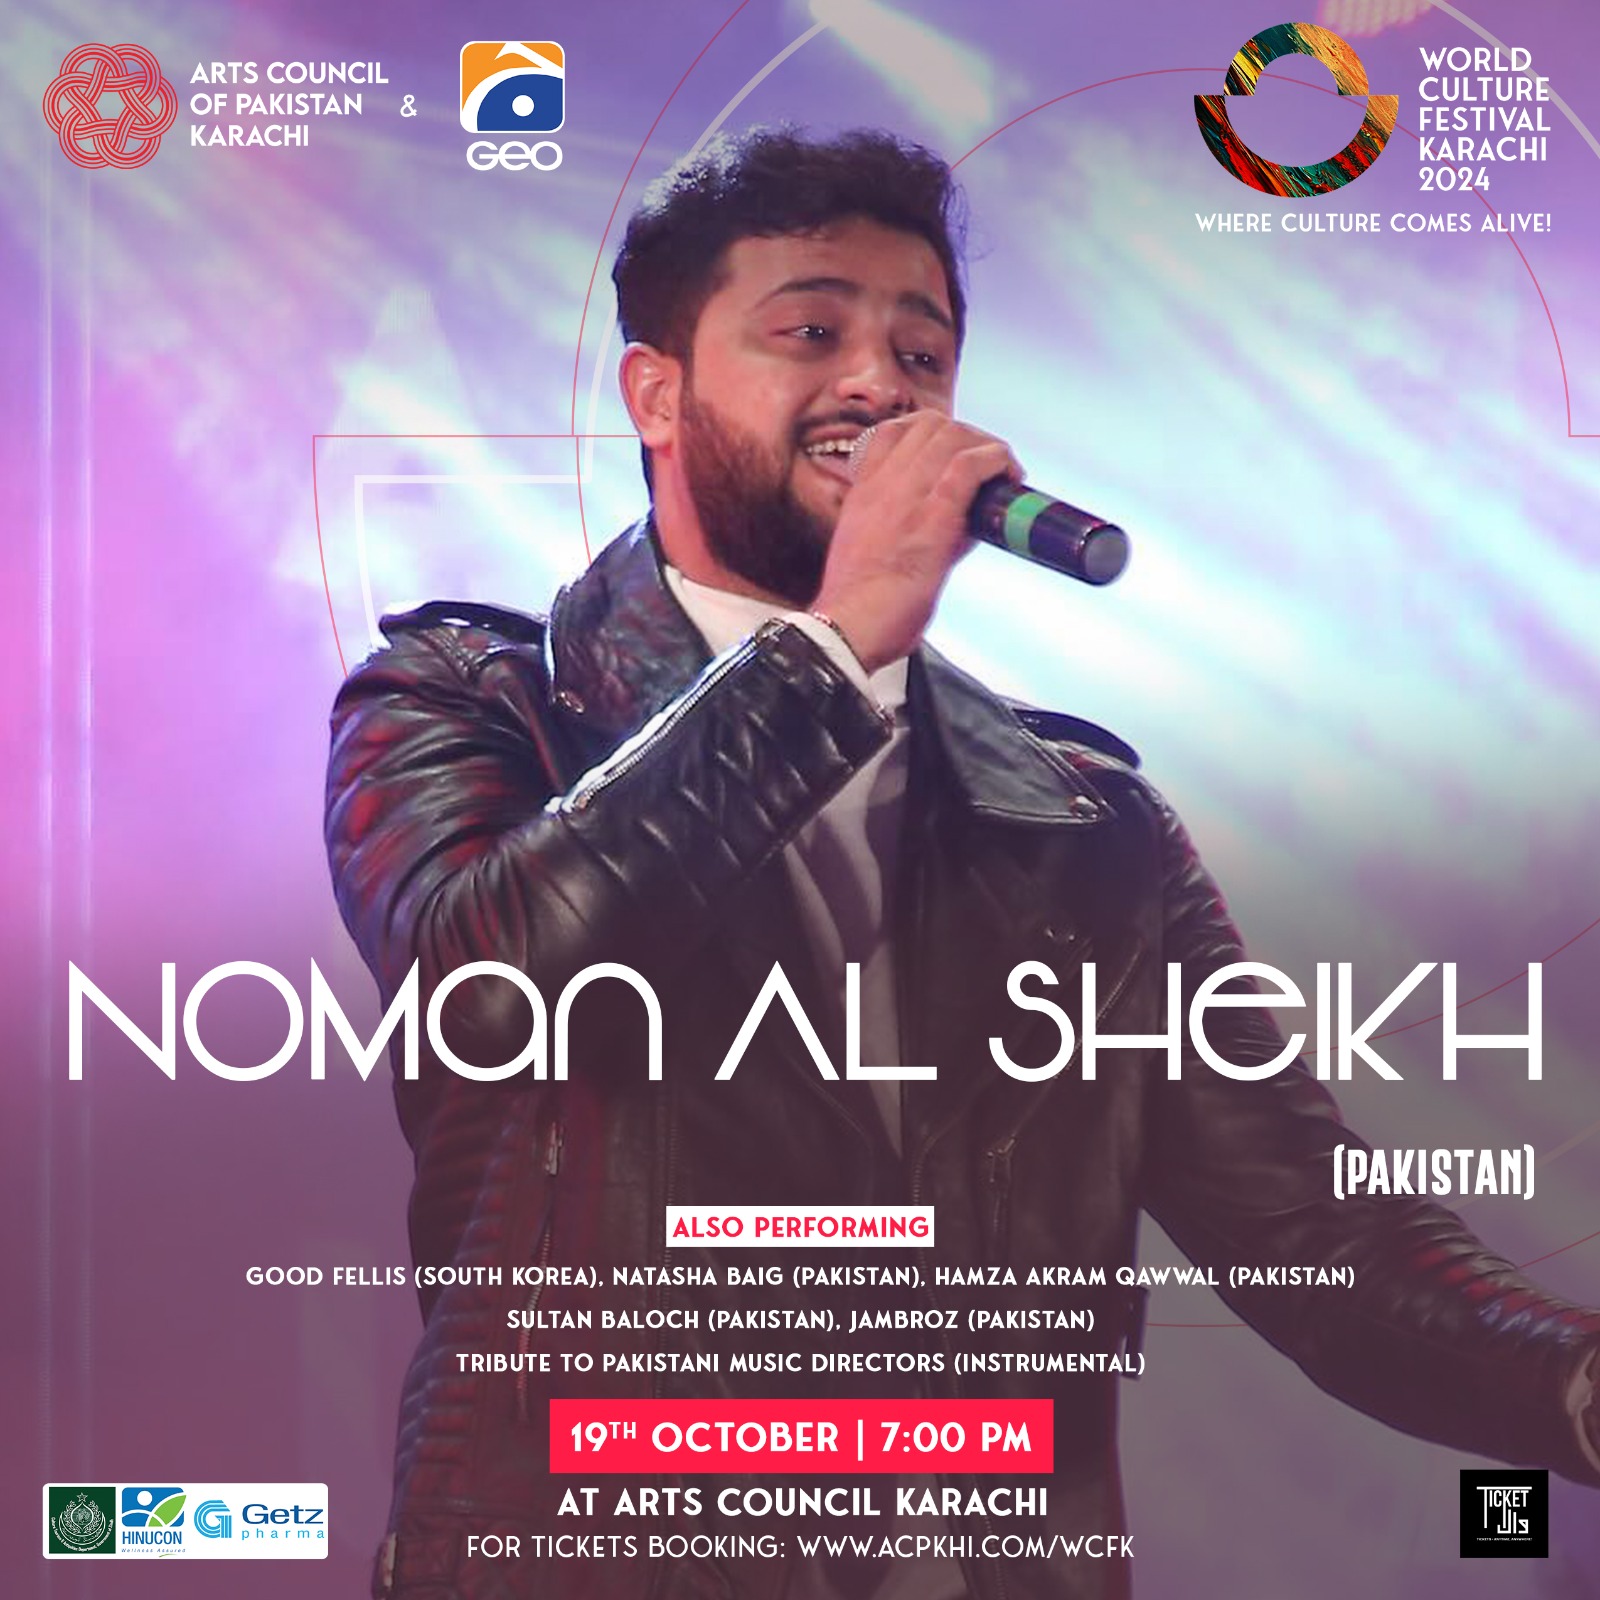 ARTS COUNCIL
OF PAKISTAN
KARACHI
&
GEO
WORLD
CULTURE
FESTIVAL
KARACHI
2024
WHERE CULTURE COMES ALIVE!
NOMan AL SHeIKH
(PAKISTAN)
ALSO PERFORMING
GOOD FELLIS (SOUTH KOREA), NATASHA BAIG (PAKISTAN), HAMZA AKRAM QAWWAL (PAKISTAN)
SULTAN BALOCH (PAKISTAN), JAMBROZ (PAKISTAN)
TRIBUTE TO PAKISTANI MUSIC DIRECTORS (INSTRUMENTAL)
19TH OCTOBER | 7:00 PM
AT ARTS COUNCIL KARACHI
FOR TICKETS BOOKING: WWW.ACPKHI.COM/WCFK
HINUCON
Wellness Assured
Getz
pharma
TICKET
والا